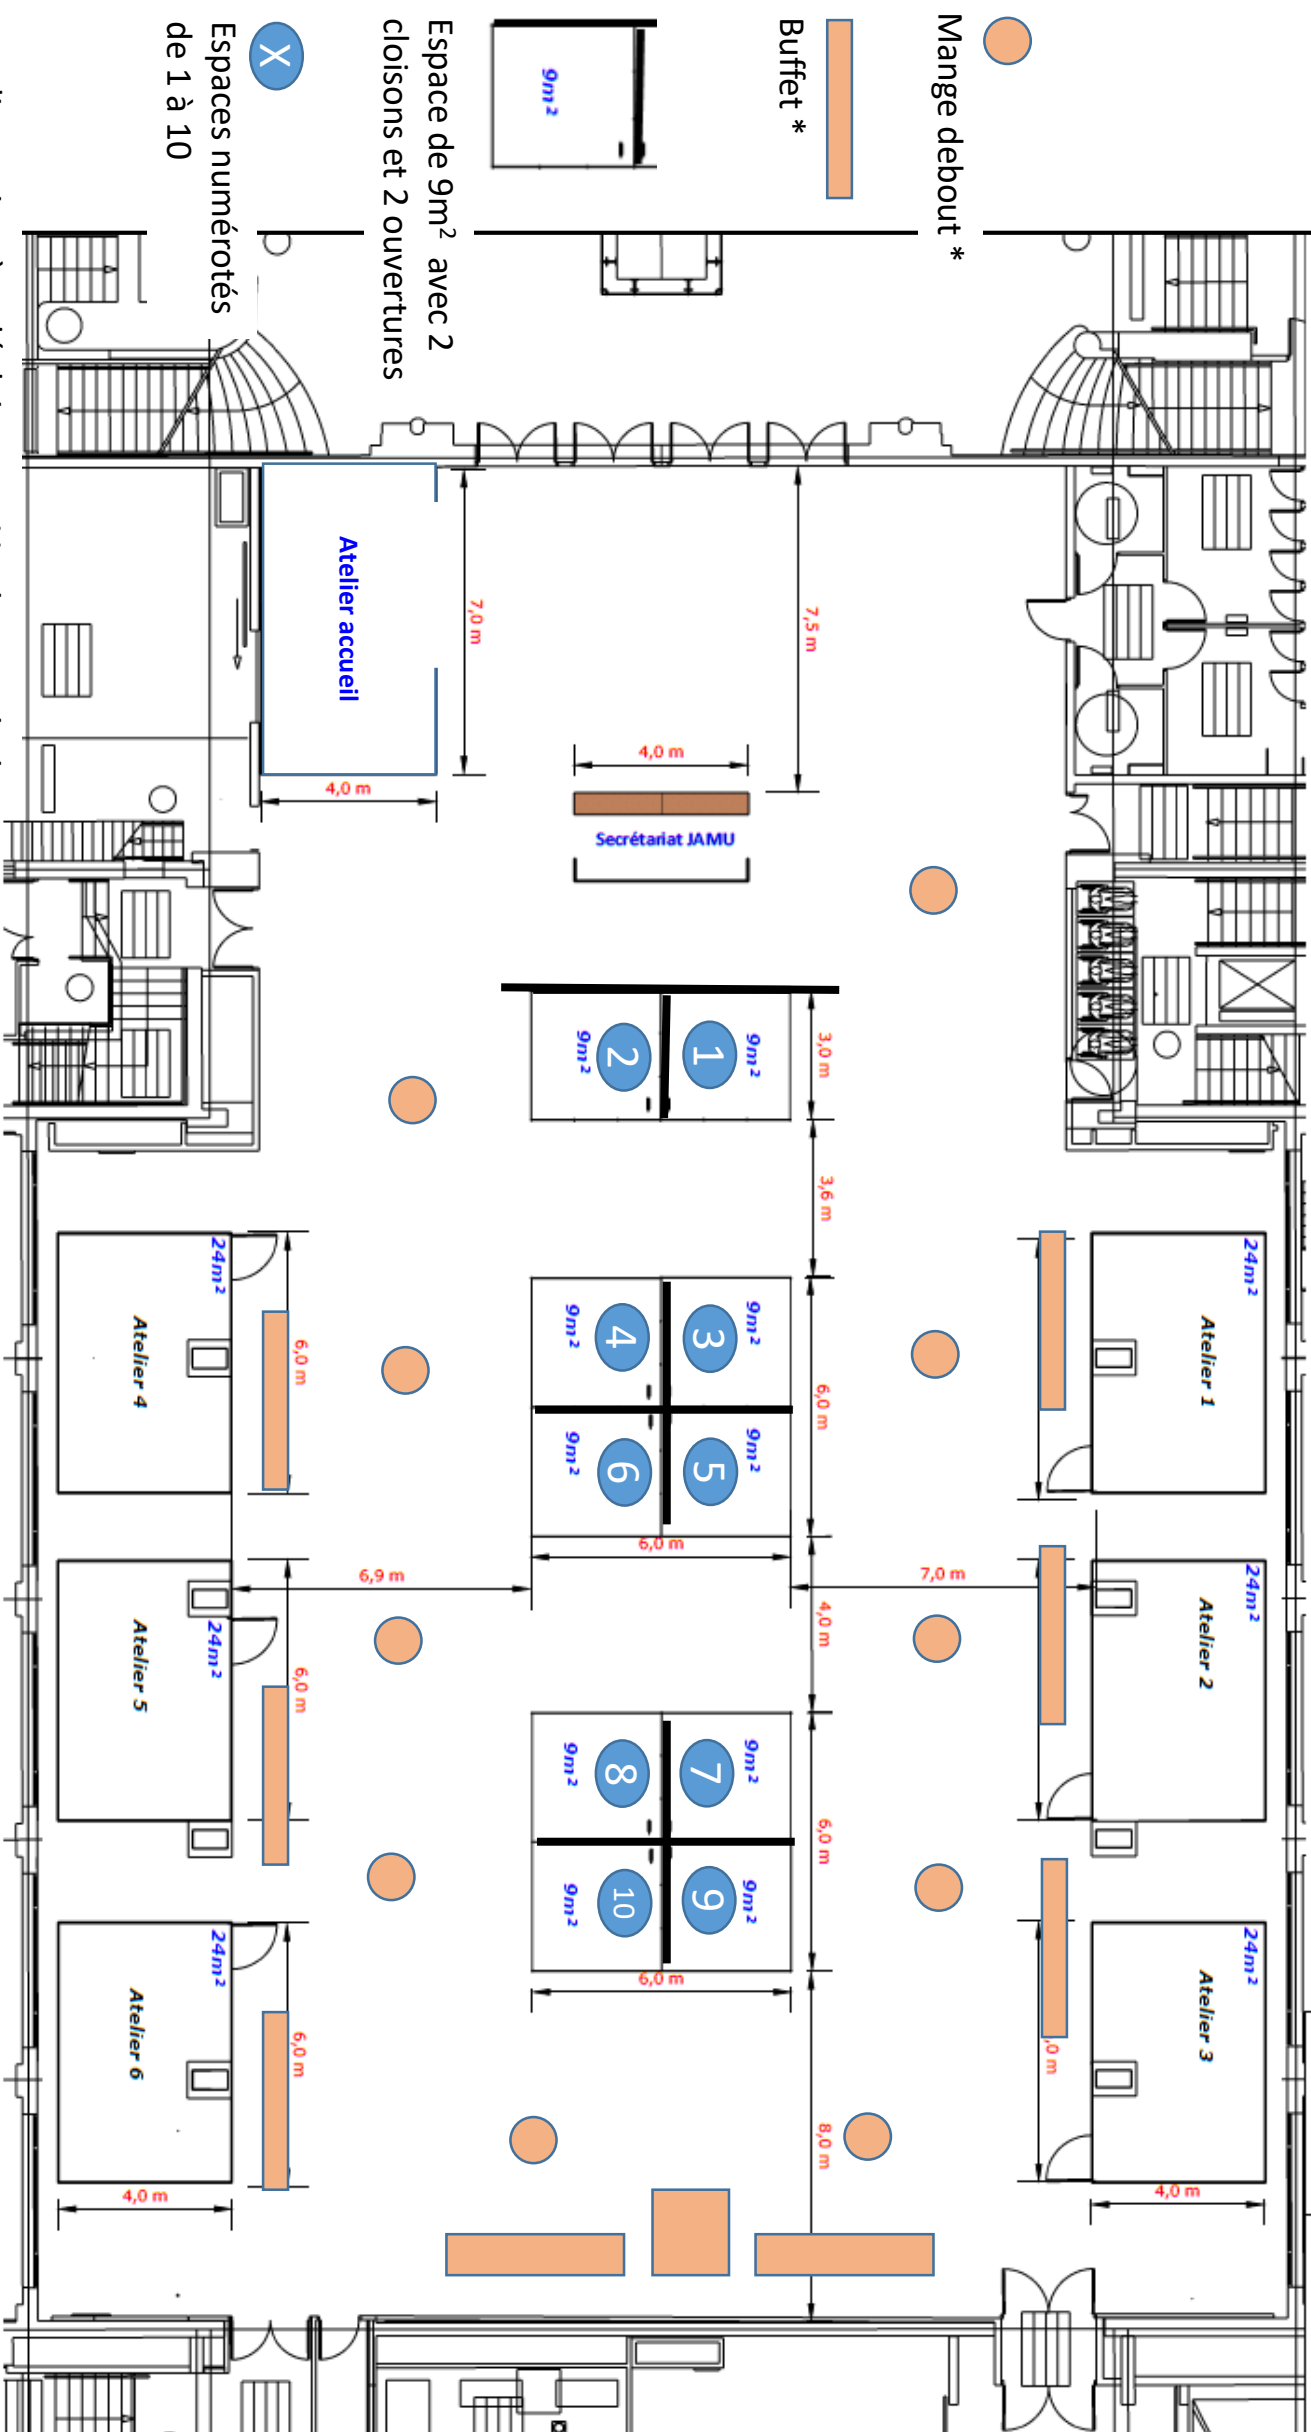 Mange debout *
Buffet *
9m²
Espace de 9m² avec 2
cloisons et 2 ouvertures
X
Espaces numérotés
de 1 à 10
Atelier accueil
7,0 m
4,0 m
7,5 m
4,0 m
Secrétariat JAMU
9m²
1
2
9m²
3,0 m
3,6 m
9m²
3
4
9m²
6,0 m
9m²
5
6
9m²
6,0 m
6,9 m
7,0 m
4,0 m
9m²
7
8
9m²
6,0 m
9m²
9
10
9m²
6,0 m
8,0 m
24m²
Atelier 1
24m²
Atelier 2
24m²
Atelier 3
,0 m
4,0 m
24m²
Atelier 4
6,0 m
24m²
Atelier 5
6,0 m
24m²
Atelier 6
6,0 m
4,0 m